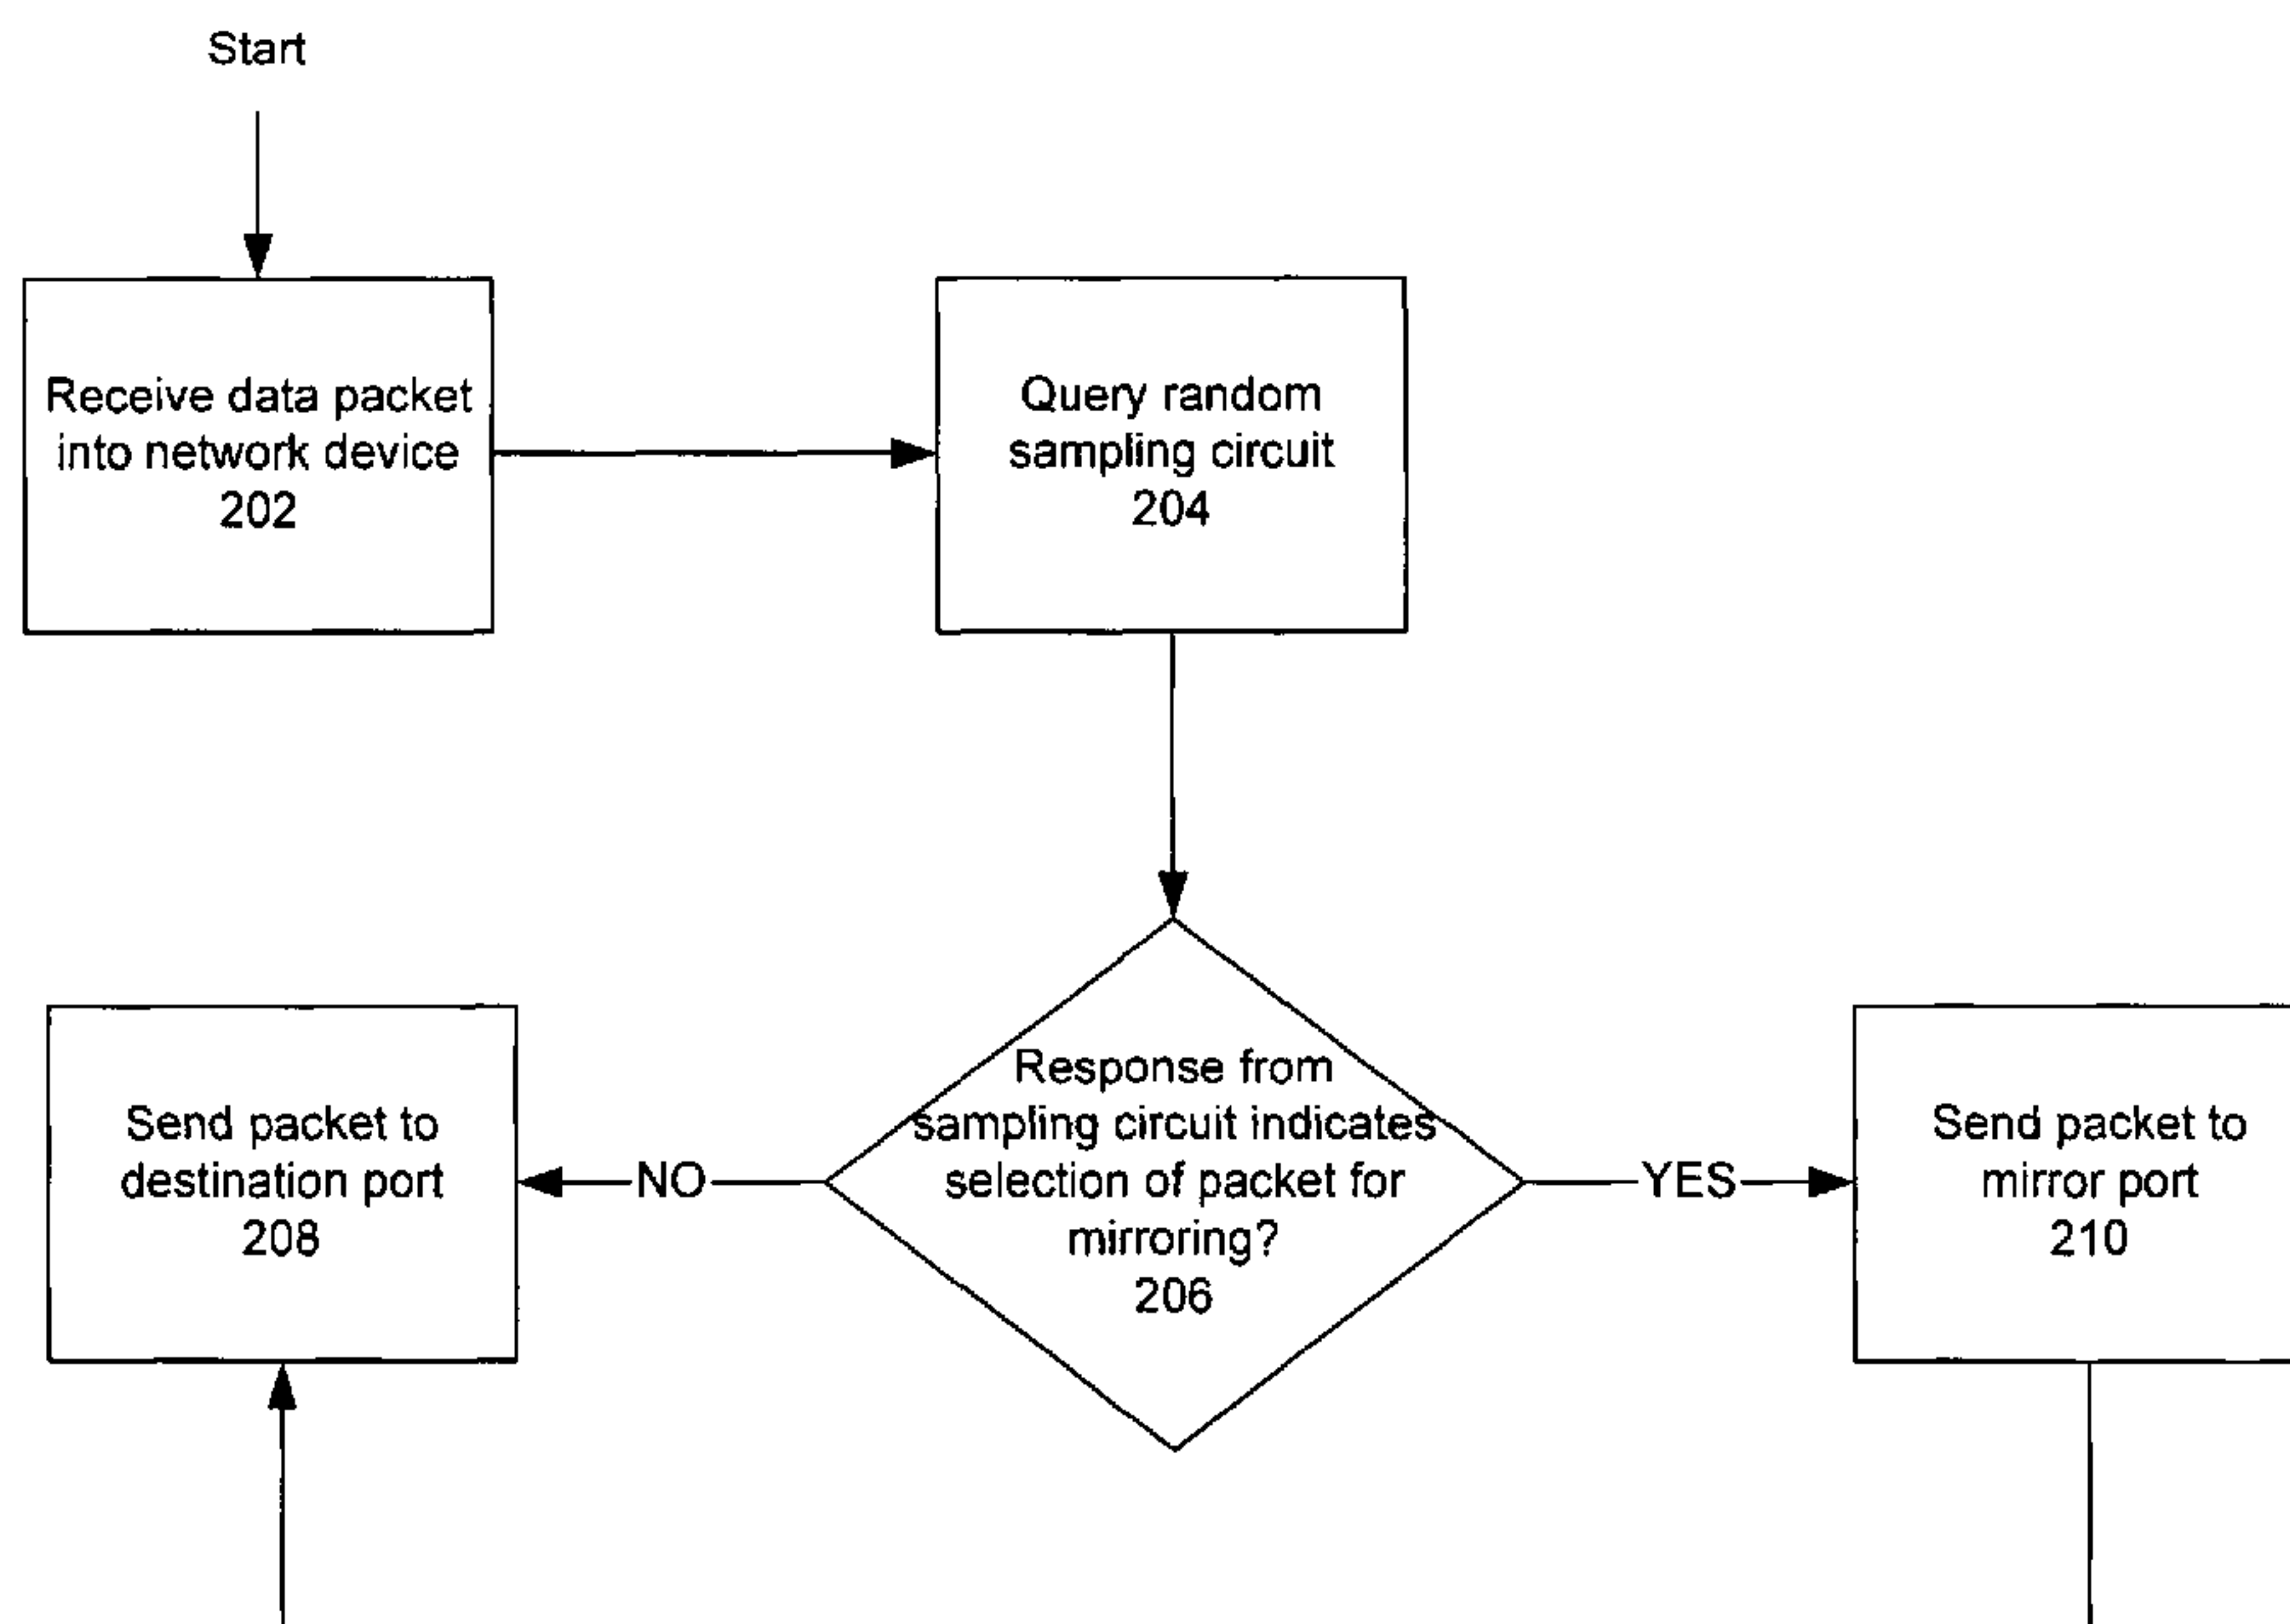 Start
Receive data packet
into network device
202
Query random
sampling circuit
204
Response from
sampling circuit indicates
selection of packet for
mirroring?
206
NO
Send packet to
destination port
208
YES
Send packet to
mirror port
210